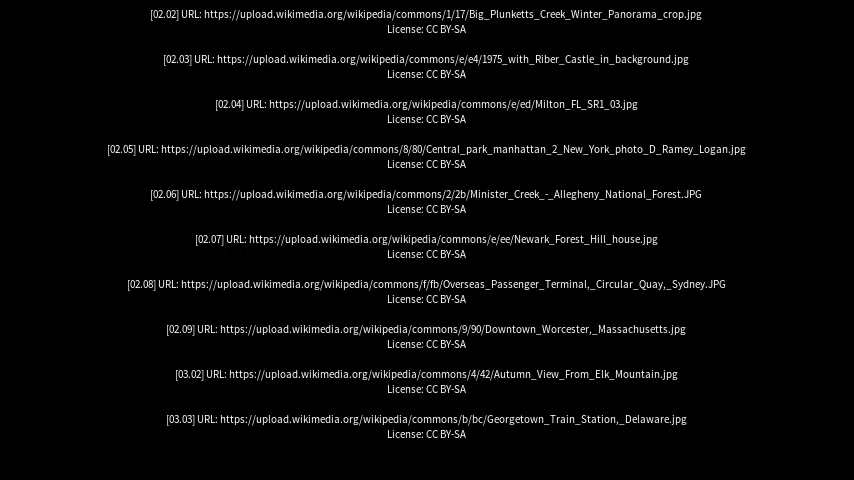 [02.02] URL: https://upload.wikimedia.org/wikipedia/commons/1/17/Big_Plunketts_Creek_Winter_Panorama_crop.jpg
License: CC BY-SA
[02.03] URL: https://upload.wikimedia.org/wikipedia/commons/e/e4/1975_with_Riber_Castle_in_background.jpg
License: CC BY-SA
[02.04] URL: https://upload.wikimedia.org/wikipedia/commons/e/ed/Milton_FL_SR1_03.jpg
License: CC BY-SA
[02.05] URL: https://upload.wikimedia.org/wikipedia/commons/8/80/Central_park_manhattan_2_New_York_photo_D_Ramey_Logan.jpg
License: CC BY-SA
[02.06] URL: https://upload.wikimedia.org/wikipedia/commons/2/2b/Minister_Creek_-_Allegheny_National_Forest.JPG
License: CC BY-SA
[02.07] URL: https://upload.wikimedia.org/wikipedia/commons/e/ee/Newark_Forest_Hill_house.jpg
License: CC BY-SA
[02.08] URL: https://upload.wikimedia.org/wikipedia/commons/f/fb/Overseas_Passenger_Terminal,_Circular_Quay,_Sydney.JPG
License: CC BY-SA
[02.09] URL: https://upload.wikimedia.org/wikipedia/commons/9/90/Downtown_Worcester,_Massachusetts.jpg
License: CC BY-SA
[03.02] URL: https://upload.wikimedia.org/wikipedia/commons/4/42/Autumn_View_From_Elk_Mountain.jpg
License: CC BY-SA
[03.03] URL: https://upload.wikimedia.org/wikipedia/commons/b/bc/Georgetown_Train_Station,_Delaware.jpg
License: CC BY-SA